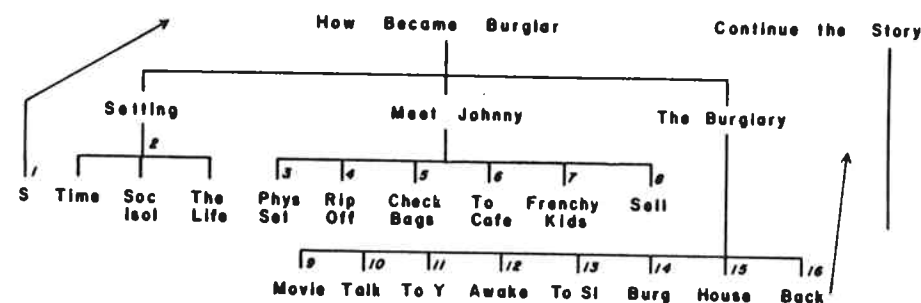 How Became Burglar
Continue the Story
Setting
Meet Johnny
The Burglary
1 2 3 4 5 6 7 8
S Time Soc Isol The Life Phys Set Rip Off Check Bags To Cafe Frenchy Kids Sell
9 10 11 12 13 14 15 16
Movie Talk To Y Awake To SI Burg House Back